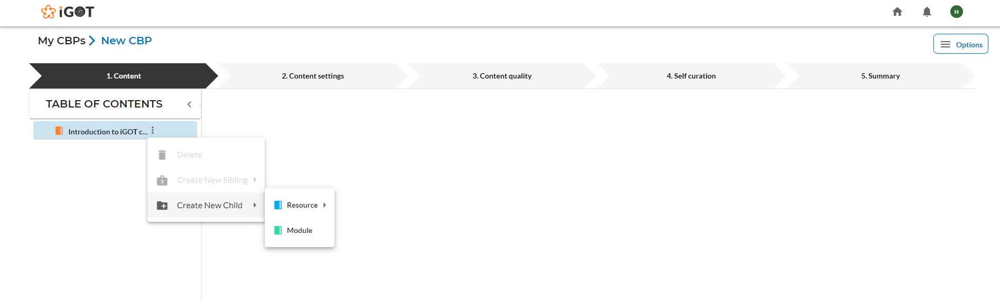 iGOT
H
My CBPs New CBP
Options
1. Content
2. Content settings
3. Content quality
4. Self curation
5. Summary
TABLE OF CONTENTS
Introduction to iGOT c...
Delete
Create New Sibling
Create New Child
Resource
Module